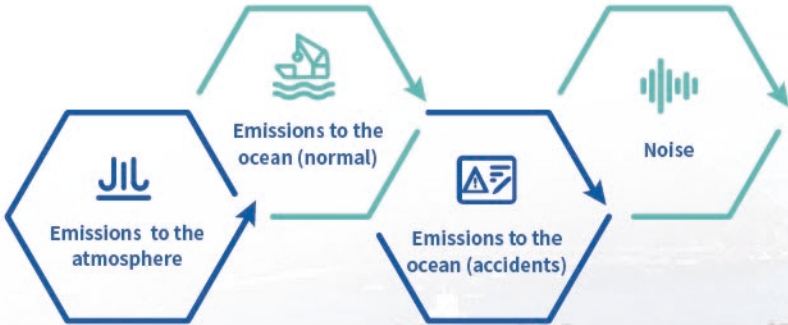 Emissions to the
atmosphere
Emissions to the
ocean (normal)
Emissions to the
ocean (accidents)
Noise